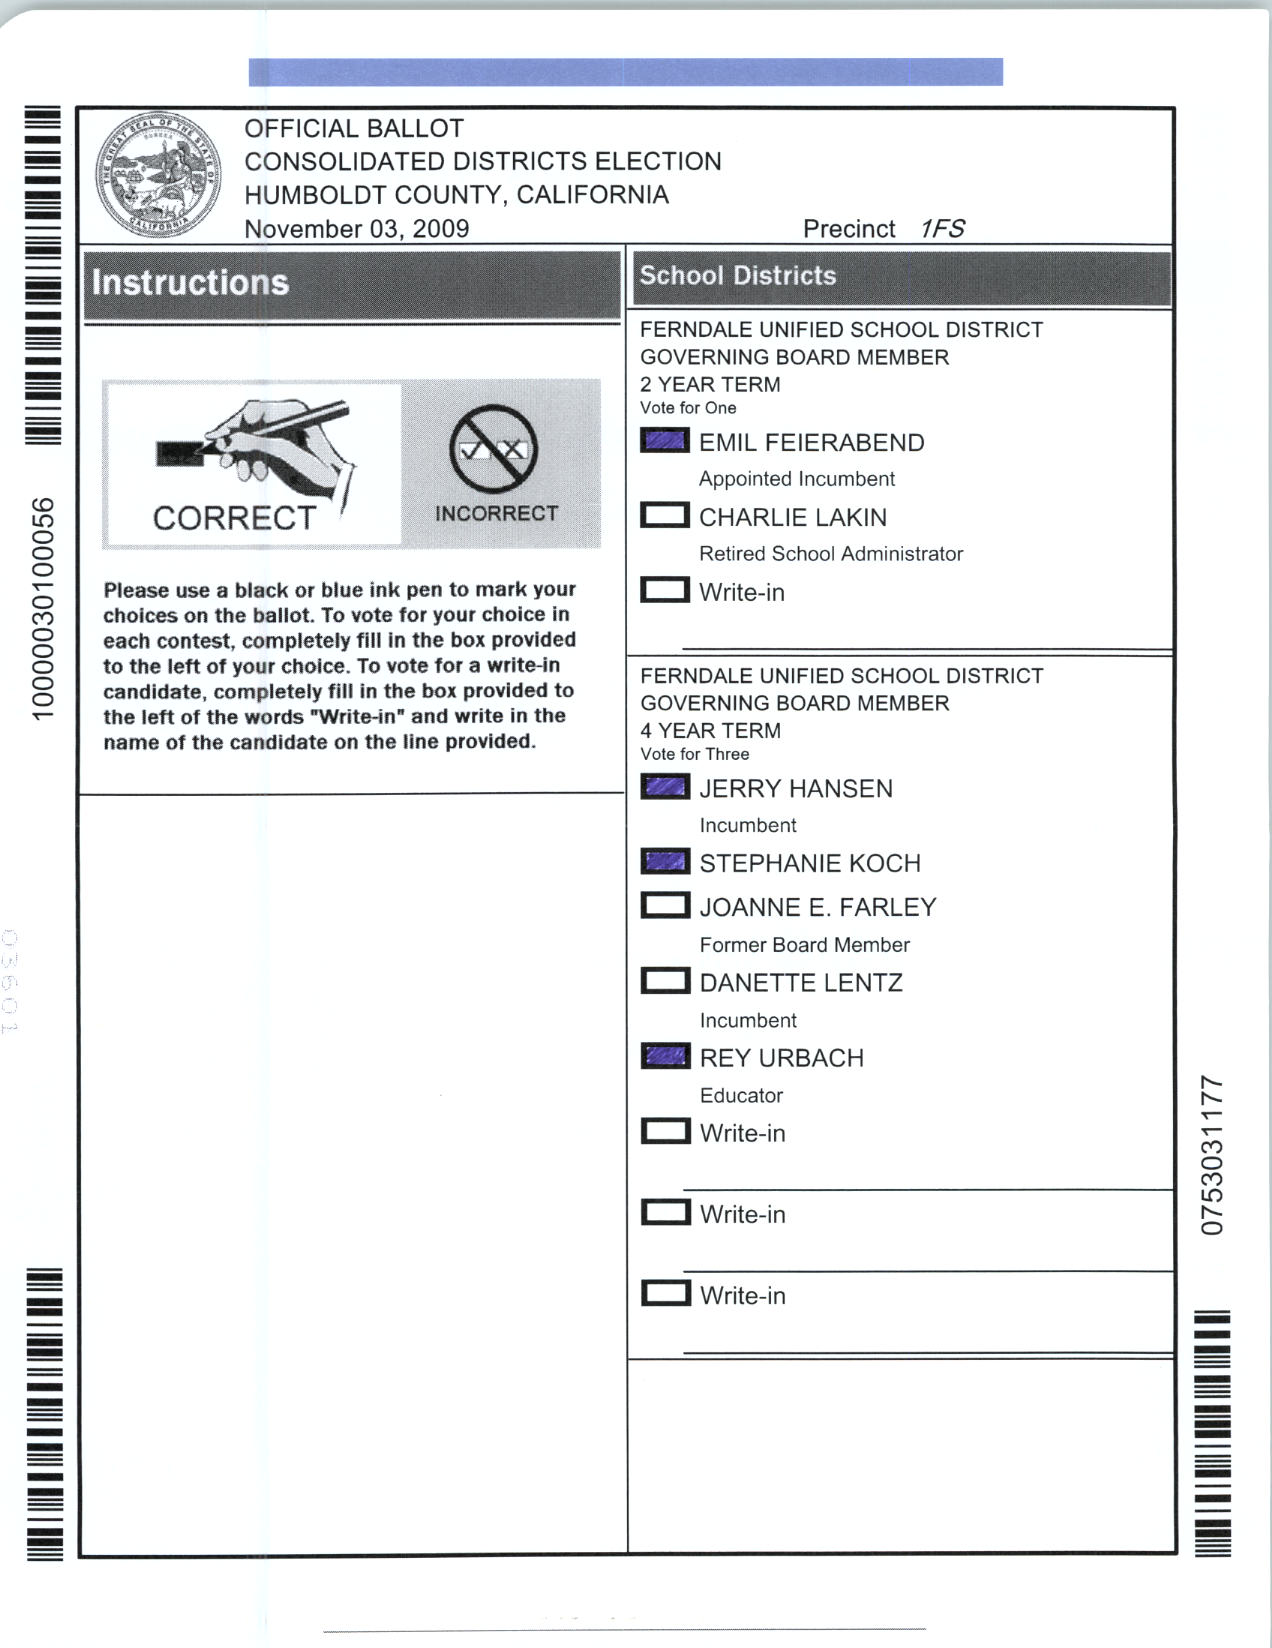 OFFICIAL BALLOT
CONSOLIDATED DISTRICTS ELECTION
HUMBOLDT COUNTY, CALIFORNIA
November 03, 2009
Precinct 1FS
THE GREAT SEAL OF THE STATE OF CALIFORNIA
EUREKA
Instructions
CORRECT
INCORRECT
Please use a black or blue ink pen to mark your
choices on the ballot. To vote for your choice in
each contest, completely fill in the box provided
to the left of your choice. To vote for a write-in
candidate, completely fill in the box provided to
the left of the words "Write-in" and write in the
name of the candidate on the line provided.
School Districts
FERNDALE UNIFIED SCHOOL DISTRICT
GOVERNING BOARD MEMBER
2 YEAR TERM
Vote for One
EMIL FEIERABEND
Appointed Incumbent
CHARLIE LAKIN
Retired School Administrator
Write-in
FERNDALE UNIFIED SCHOOL DISTRICT
GOVERNING BOARD MEMBER
4 YEAR TERM
Vote for Three
JERRY HANSEN
Incumbent
STEPHANIE KOCH
JOANNE E. FARLEY
Former Board Member
DANETTE LENTZ
Incumbent
REY URBACH
Educator
Write-in
Write-in
Write-in
10000030100056
03601
0753031177